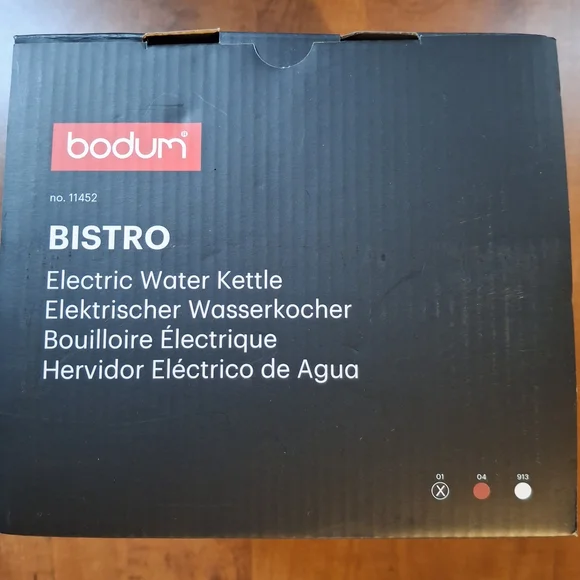 bodum®
no. 11452
BISTRO
Electric Water Kettle
Elektrischer Wasserkocher
Bouilloire Électrique
Hervidor Eléctrico de Agua
01 04 913
X